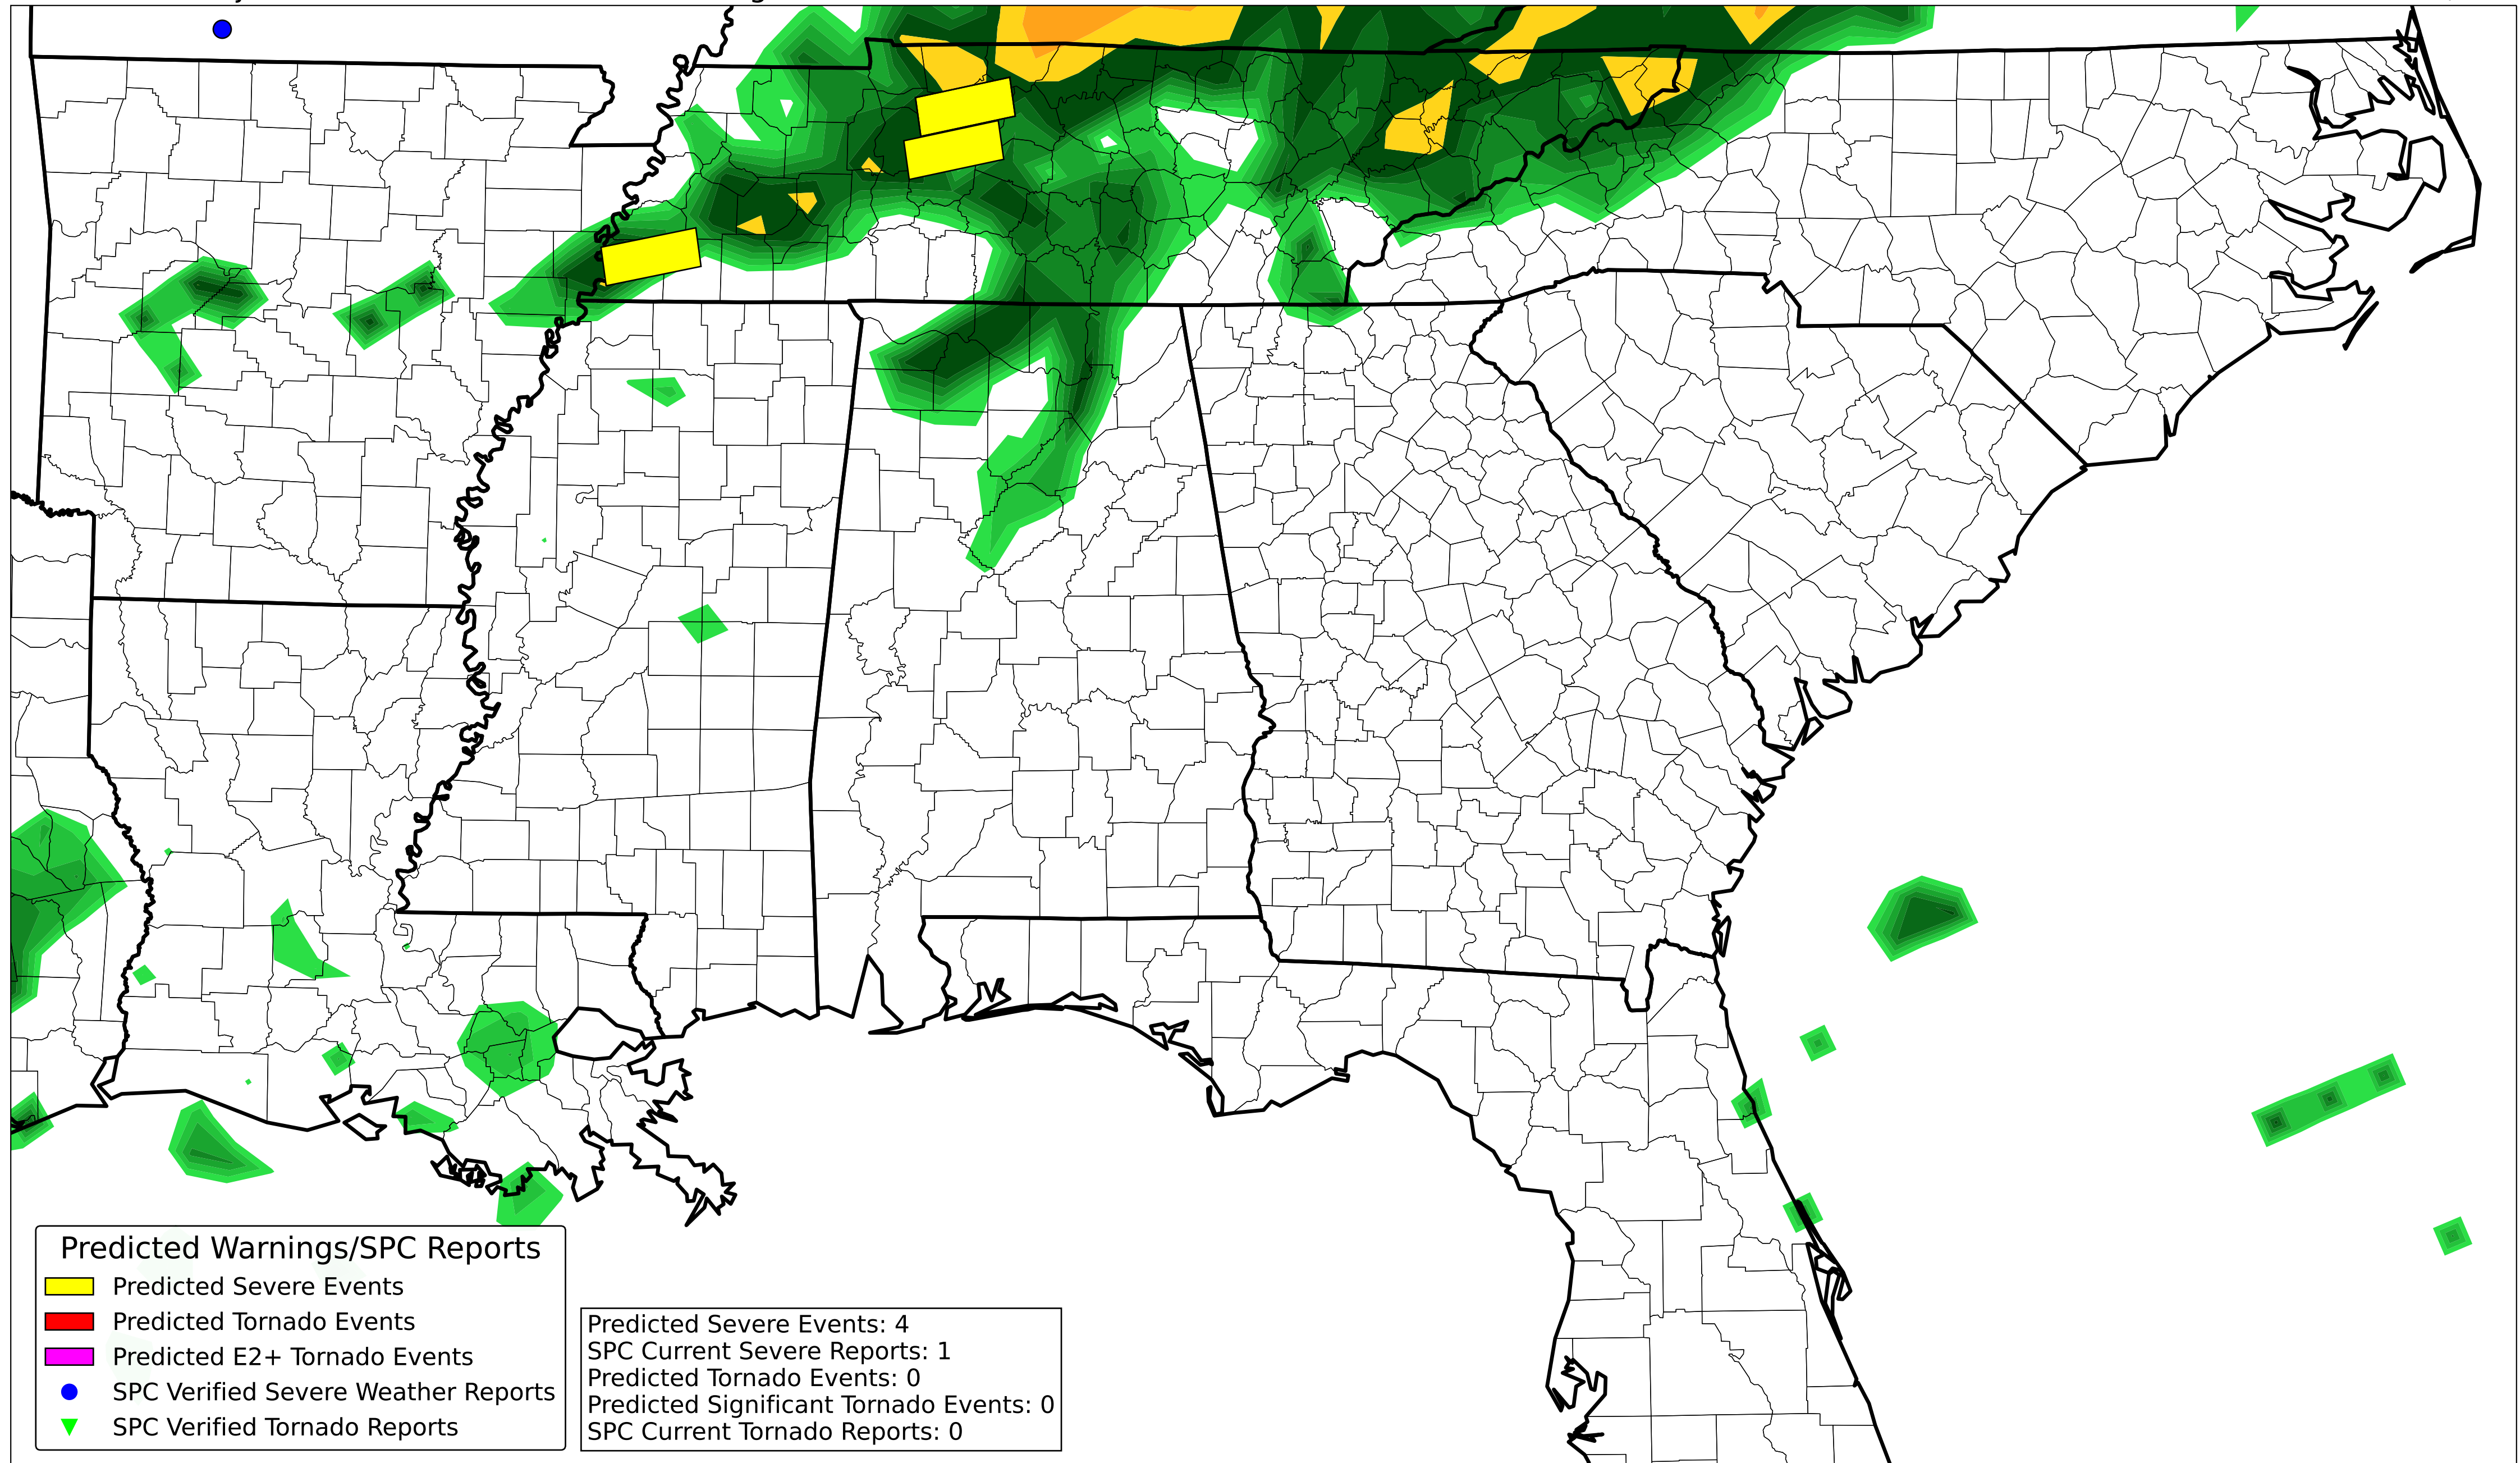 Predicted Warnings/SPC Reports
Predicted Severe Events
Predicted Tornado Events
Predicted E2+ Tornado Events
SPC Verified Severe Weather Reports
SPC Verified Tornado Reports
Predicted Severe Events: 4
SPC Current Severe Reports: 1
Predicted Tornado Events: 0
Predicted Significant Tornado Events: 0
SPC Current Tornado Reports: 0